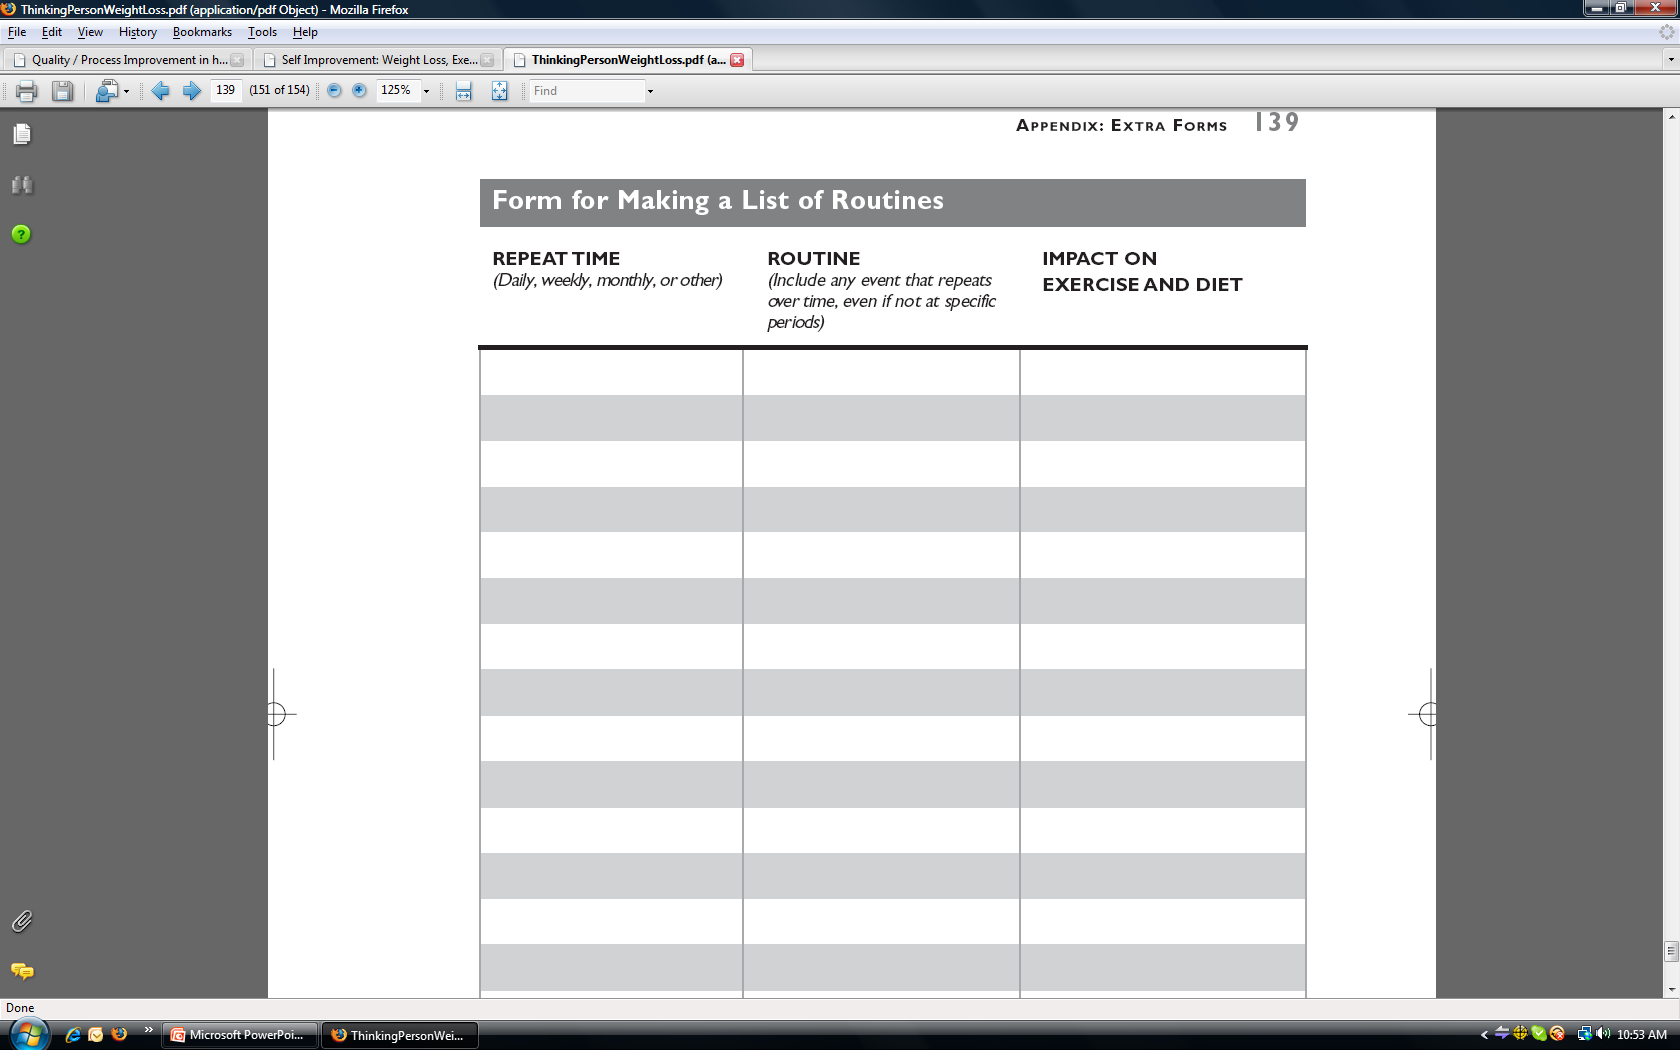 ThinkingPersonWeightLoss.pdf (application/pdf Object) - Mozilla Firefox
File Edit View History Bookmarks Tools Help
Quality / Process Improvement in h... Self Improvement: Weight Loss, Exe... ThinkingPersonWeightLoss.pdf (a...
139 (151 of 154) 125% Find
APPENDIX: EXTRA FORMS 139
Form for Making a List of Routines
REPEAT TIME ROUTINE IMPACT ON
(Daily, weekly, monthly, or other) (Include any event that repeats EXERCISE AND DIET
over time, even if not at specific
periods)
Done
Microsoft PowerPoi... ThinkingPersonWei... 10:53 AM